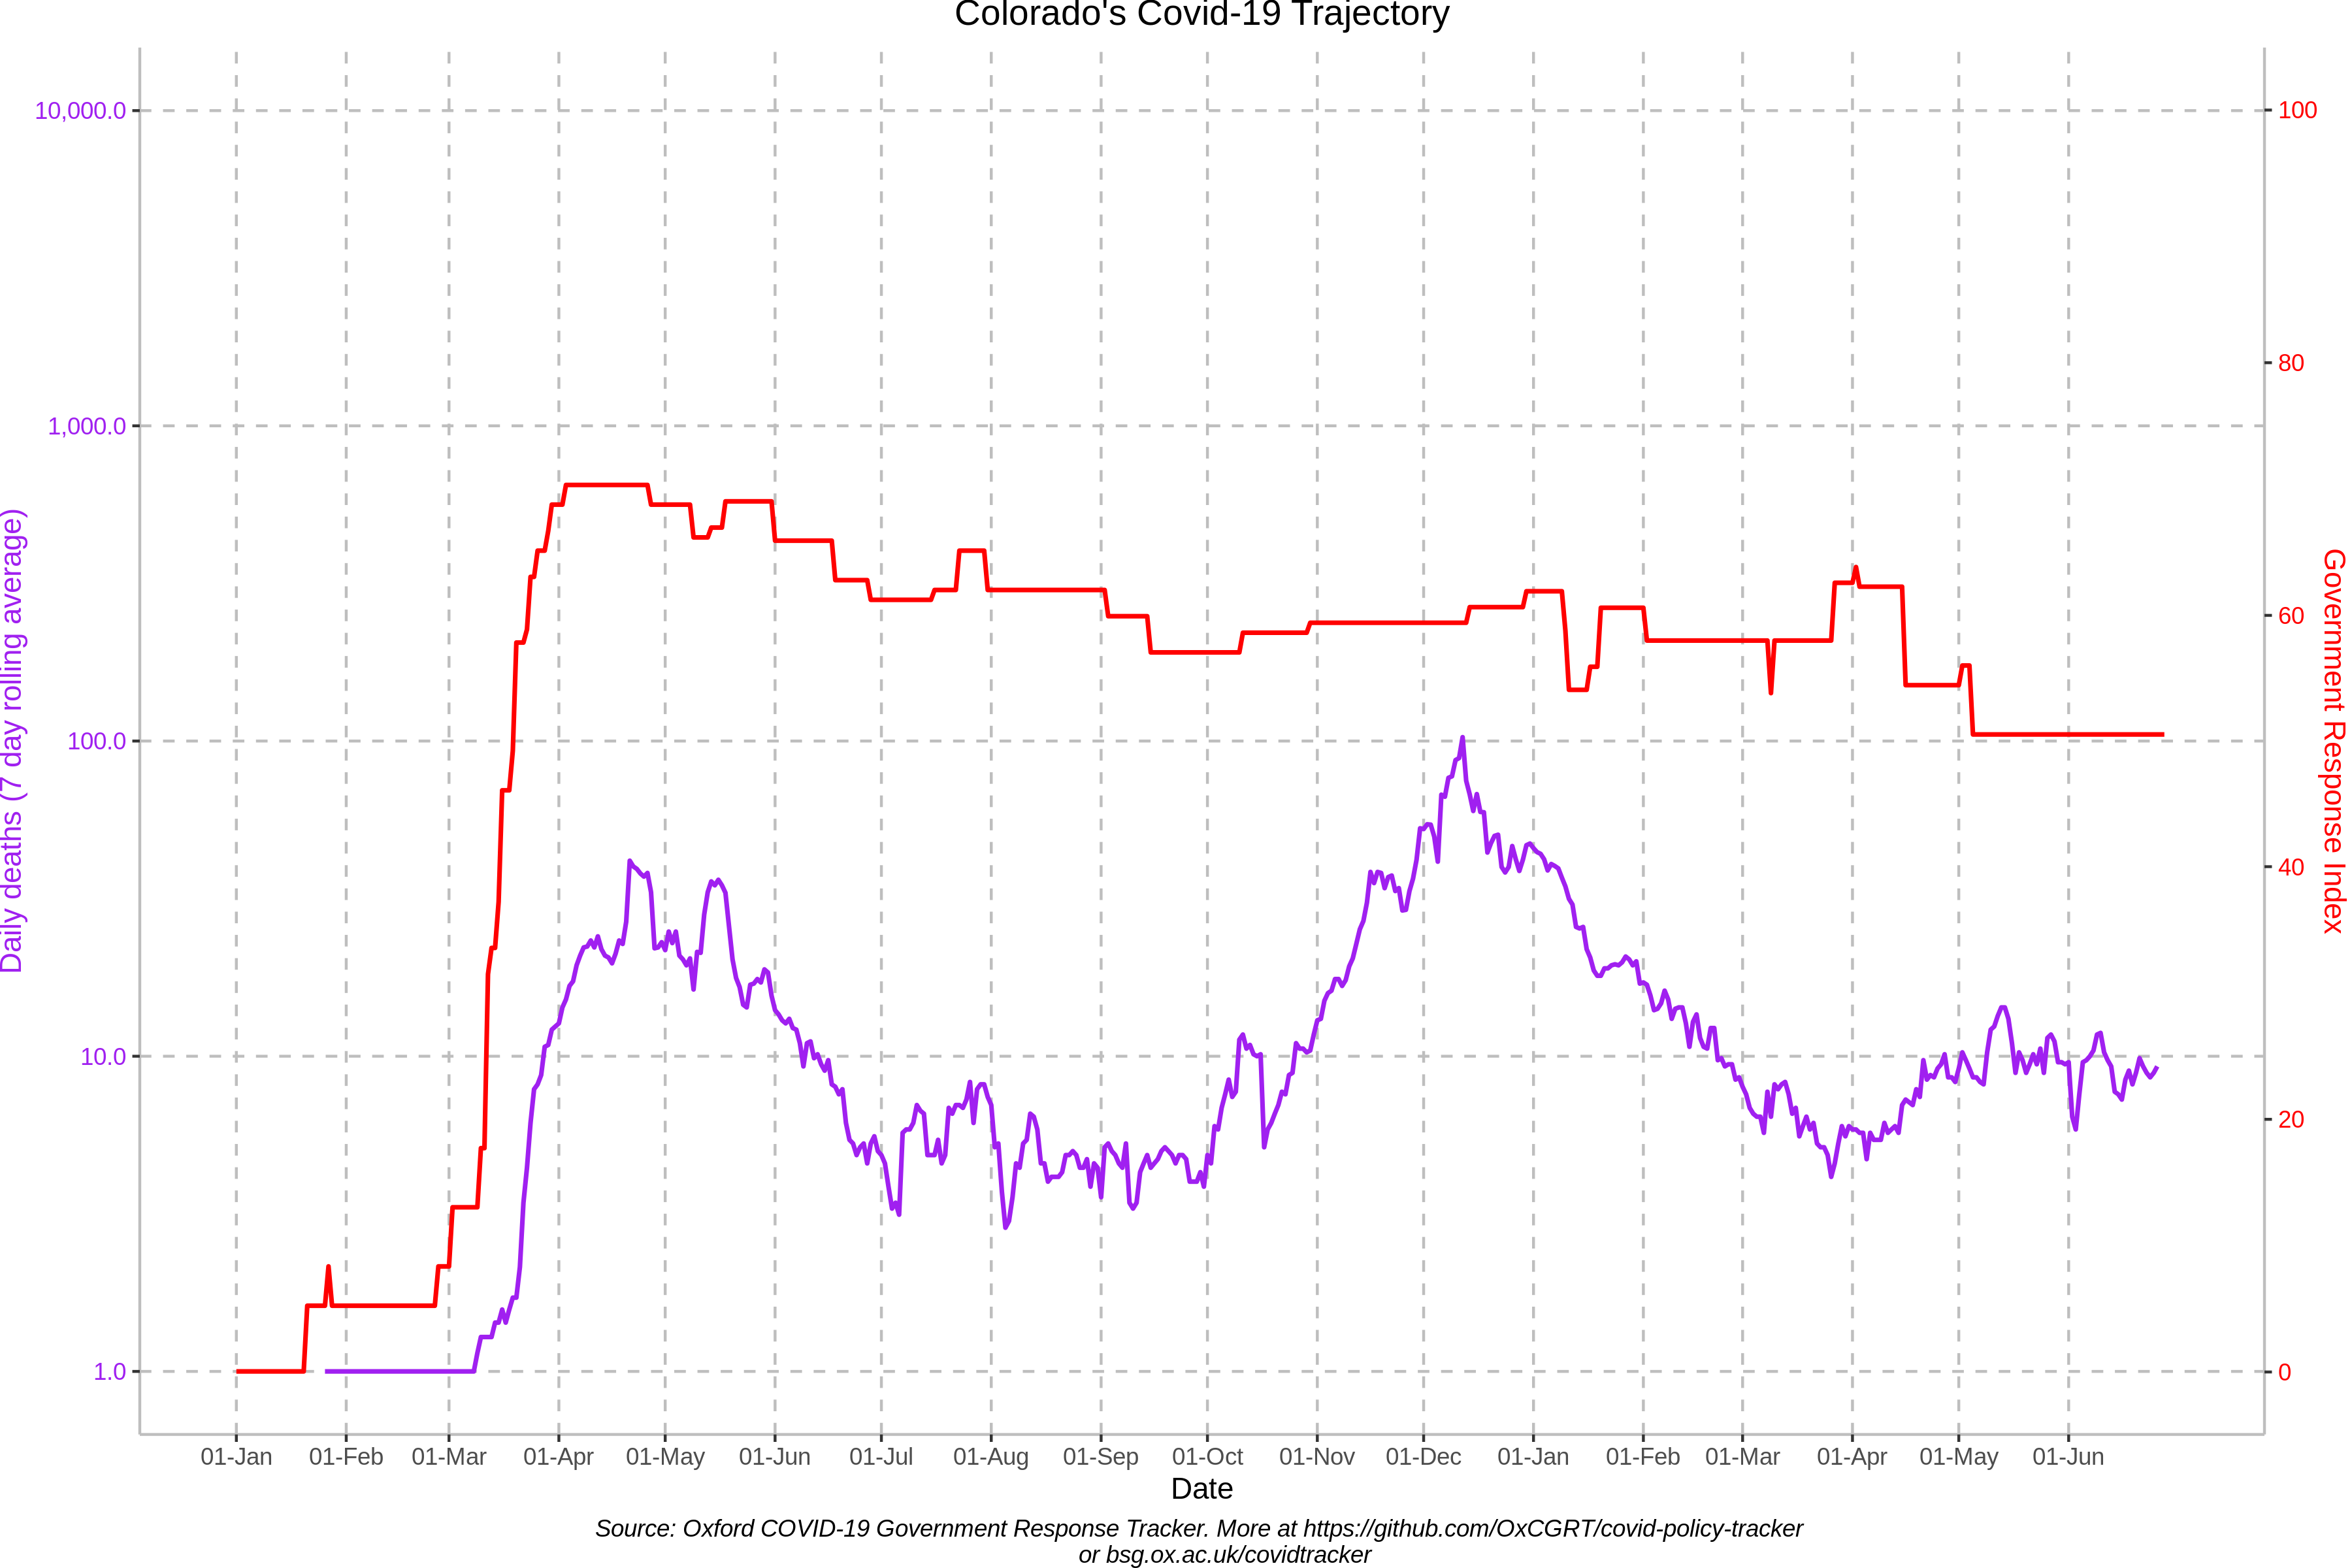 Colorado's Covid-19 Trajectory
10,000.0
1,000.0
100.0
10.0
1.0
Daily deaths (7 day rolling average)
100
80
60
40
20
0
Government Response Index
01-Jan 01-Feb 01-Mar 01-Apr 01-May 01-Jun 01-Jul 01-Aug 01-Sep 01-Oct 01-Nov 01-Dec 01-Jan 01-Feb 01-Mar 01-Apr 01-May 01-Jun
Date
Source: Oxford COVID-19 Government Response Tracker. More at https://github.com/OxCGRT/covid-policy-tracker
or bsg.ox.ac.uk/covidtracker